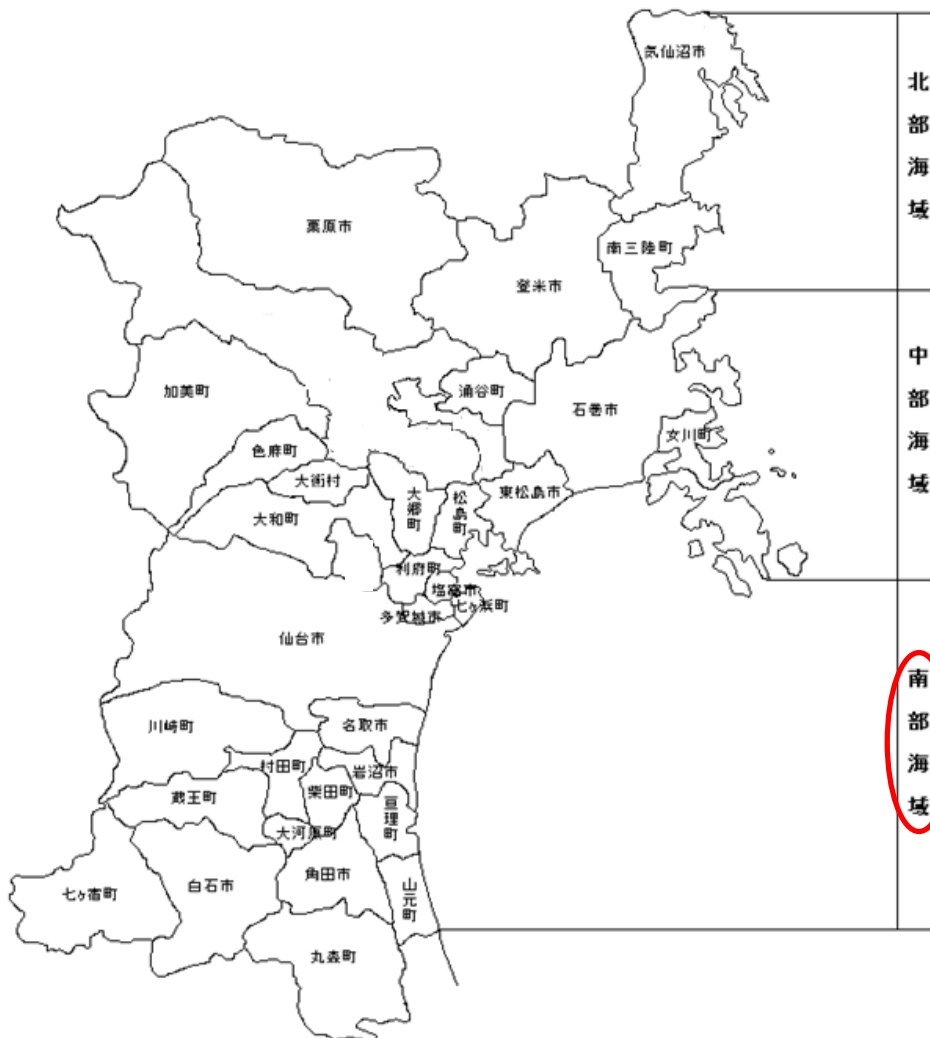 気仙沼市
北部海域
栗原市
南三陸町
登米市
中部海域
加美町
涌谷町
石巻市
女川町
色麻町
大衡村
大郷町
松島町
東松島市
大和町
利府町
塩竈市
七ヶ浜町
多賀城市
仙台市
南部海域
川崎町
名取市
村田町
岩沼市
蔵王町
柴田町
亘理町
大河原町
角田市
白石市
七ヶ宿町
山元町
丸森町